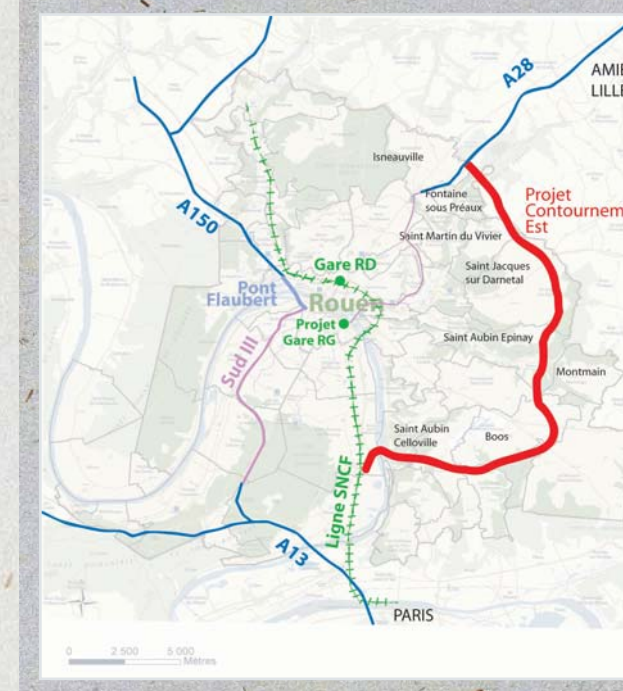 A28
AMIE
LILLE
Isneauville
Fontaine
sous Préaux
Projet
Contournem
Est
A150
Saint Martin du Vivier
Gare RD
Saint Jacques
sur Darnetal
Pont
Flaubert
Rouen
Projet
Gare RG
Saint Aubin Epinay
Sud III
Montmain
Saint Aubin
Celloville
Boos
Ligne SNCF
A13
PARIS
0 2 500 5 000
Mètres